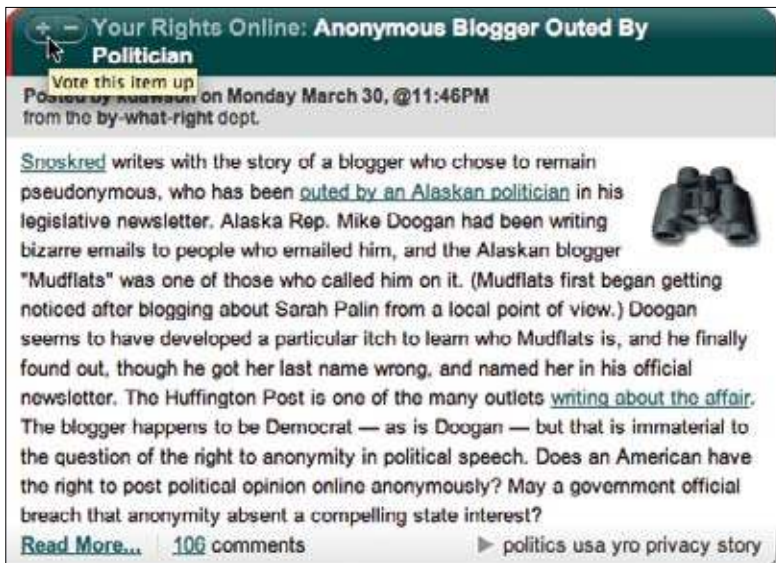 + − Your Rights Online: Anonymous Blogger Outed By
Politician
Vote this item up
Posted by kdawson on Monday March 30, @11:46PM
from the by-what-right dept.
Snoskred writes with the story of a blogger who chose to remain
pseudonymous, who has been outed by an Alaskan politician in his
legislative newsletter. Alaska Rep. Mike Doogan had been writing
bizarre emails to people who emailed him, and the Alaskan blogger
"Mudflats" was one of those who called him on it. (Mudflats first began getting
noticed after blogging about Sarah Palin from a local point of view.) Doogan
seems to have developed a particular itch to learn who Mudflats is, and he finally
found out, though he got her last name wrong, and named her in his official
newsletter. The Huffington Post is one of the many outlets writing about the affair.
The blogger happens to be Democrat — as is Doogan — but that is immaterial to
the question of the right to anonymity in political speech. Does an American have
the right to post political opinion online anonymously? May a government official
breach that anonymity absent a compelling state interest?
Read More... 106 comments ▶ politics usa yro privacy story